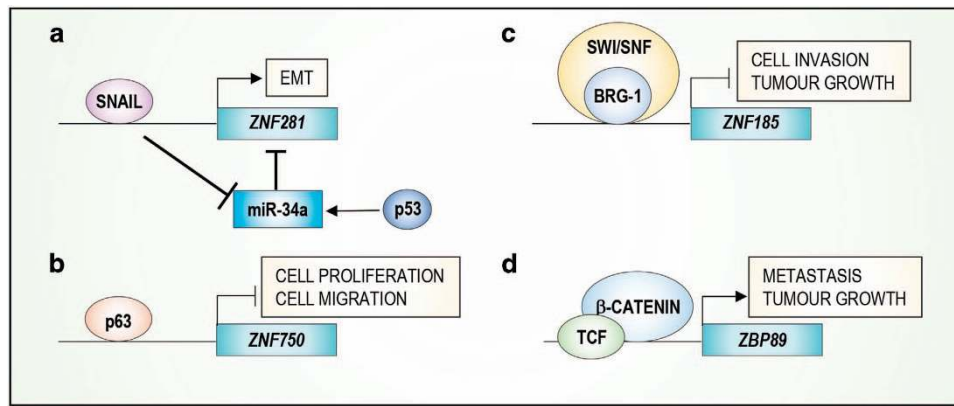 a
EMT
SNAIL
ZNF281
miR-34a
p53
b
CELL PROLIFERATION
CELL MIGRATION
p63
ZNF750
c
SWI/SNF
CELL INVASION
TUMOUR GROWTH
BRG-1
ZNF185
d
METASTASIS
TUMOUR GROWTH
β-CATENIN
TCF
ZBP89